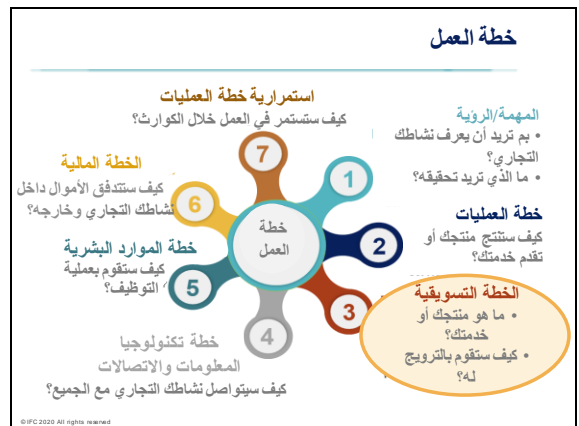 خطة العمل
استمرارية خطة العمليات
كيف ستستمر في العمل خلال الكوارث؟
المهمة/الرؤية
• بم تريد أن يعرف نشاطك
التجاري؟
• ما الذي تريد تحقيقه؟
خطة العمليات
كيف ستنتج منتجك أو
تقدم خدمتك؟
الخطة التسويقية
• ما هو منتجك أو
خدمتك؟
• كيف ستقوم بالترويج
له؟
خطة تكنولوجيا
المعلومات والاتصالات
كيف سيتواصل نشاطك التجاري مع الجميع؟
خطة الموارد البشرية
كيف ستقوم بعملية
التوظيف؟
الخطة المالية
كيف ستتدفق الأموال داخل
نشاطك التجاري وخارجه؟
خطة
العمل
1
2
3
4
5
6
7
© IFC 2020 All rights reserved